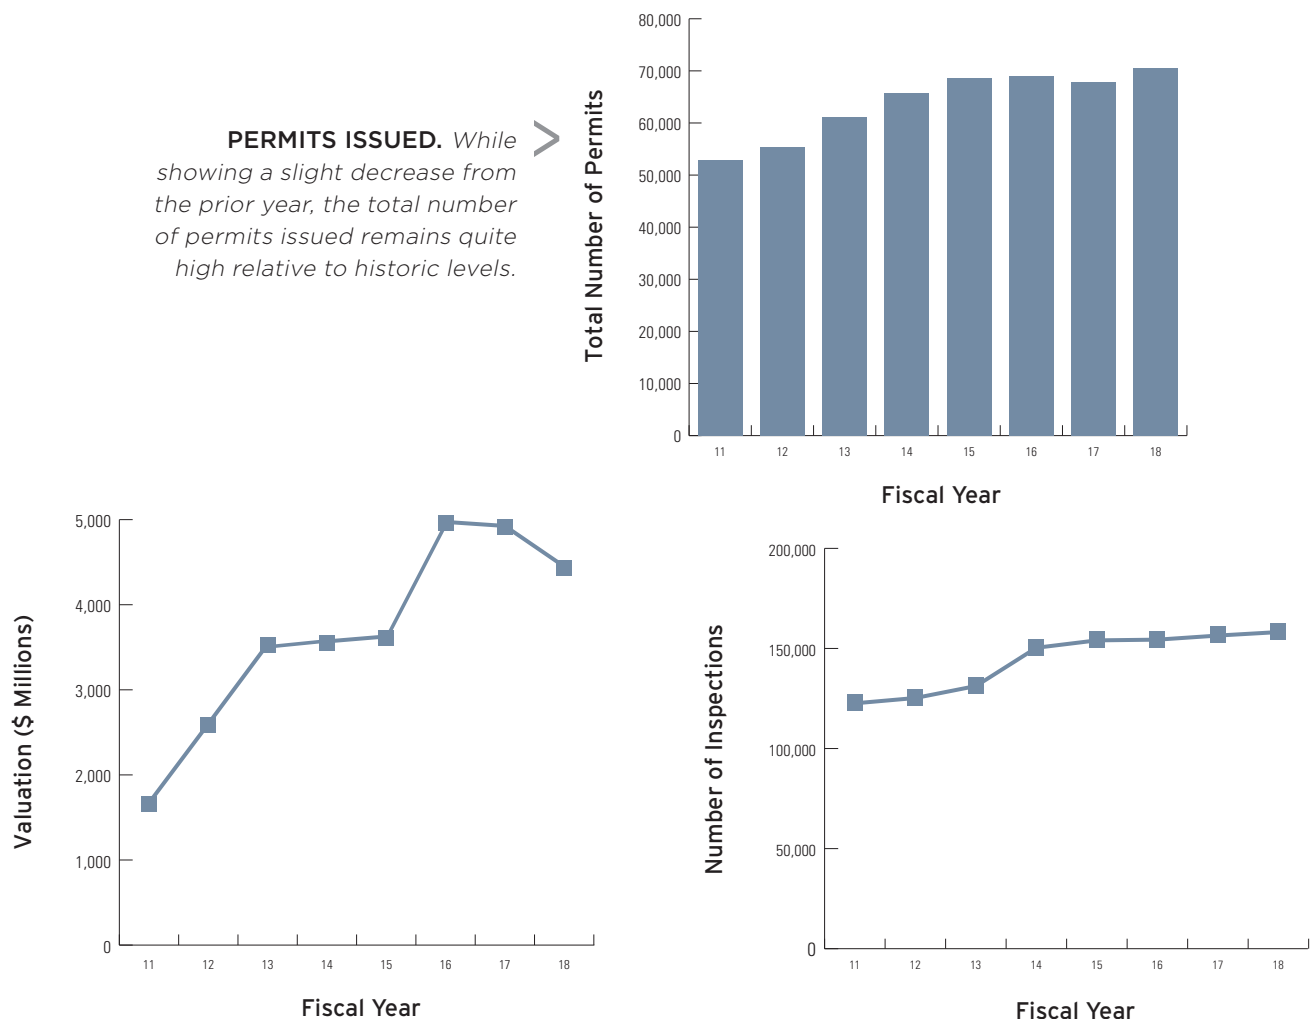 PERMITS ISSUED. While
showing a slight decrease from
the prior year, the total number
of permits issued remains quite
high relative to historic levels.
>
Total Number of Permits
80,000
70,000
60,000
50,000
40,000
30,000
20,000
10,000
0
11 12 13 14 15 16 17 18
Fiscal Year
Valuation ($ Millions)
5,000
4,000
3,000
2,000
1,000
0
11 12 13 14 15 16 17 18
Fiscal Year
Number of Inspections
200,000
150,000
100,000
50,000
0
11 12 13 14 15 16 17 18
Fiscal Year